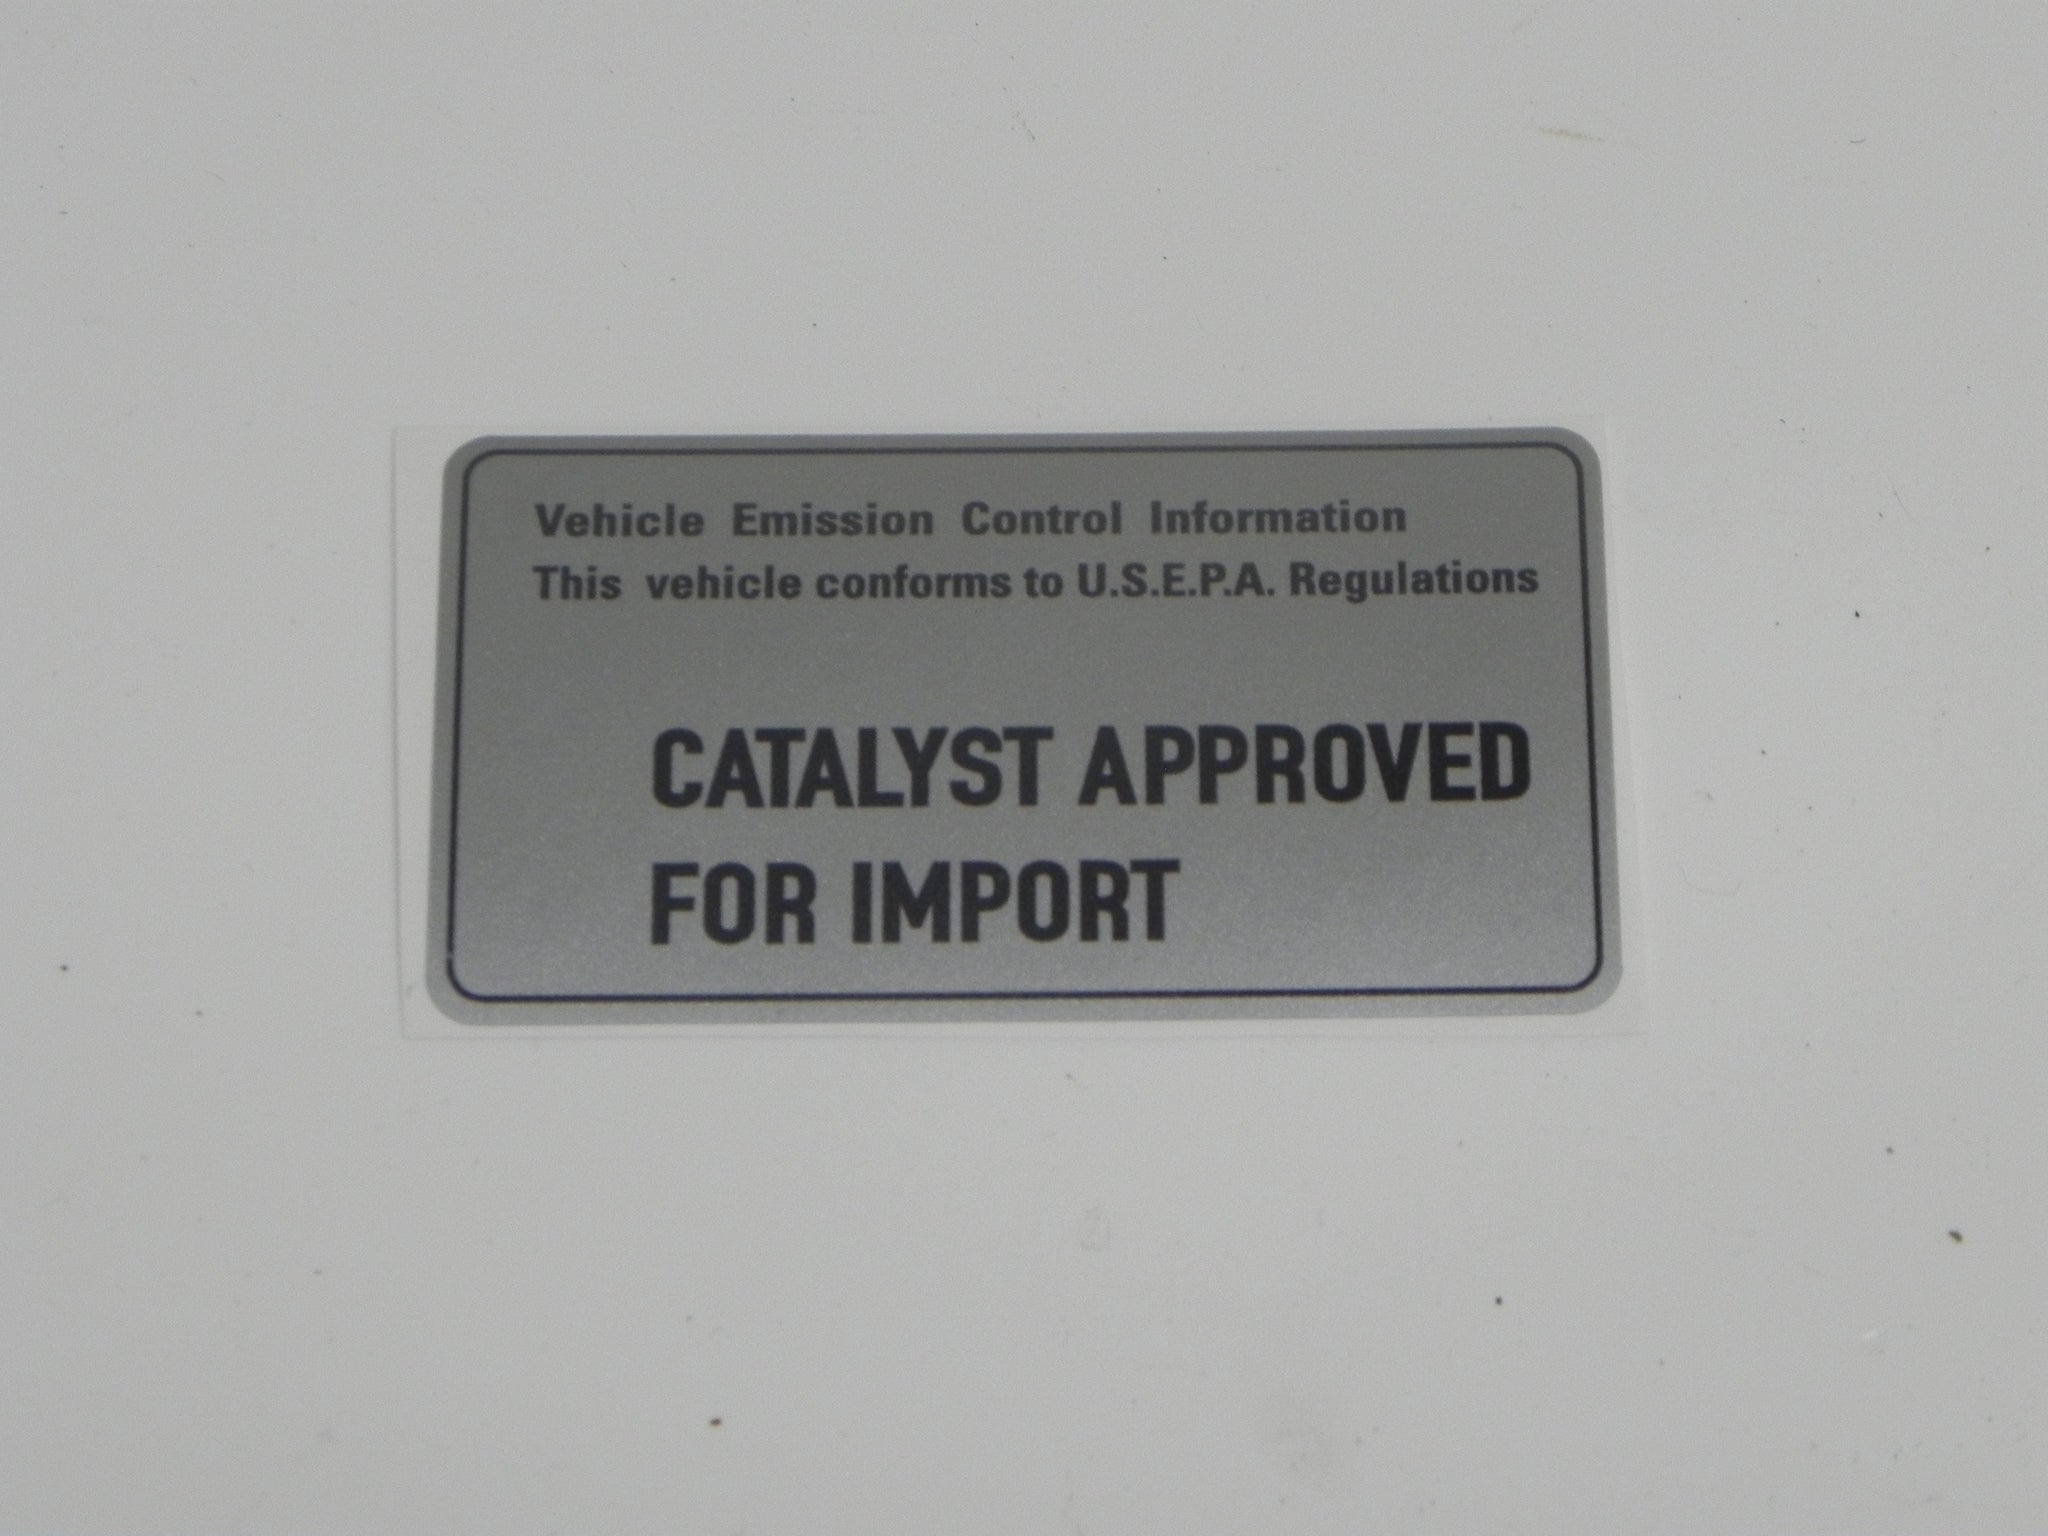 Vehicle Emission Control Information
This vehicle conforms to U.S.E.P.A. Regulations
CATALYST APPROVED
FOR IMPORT